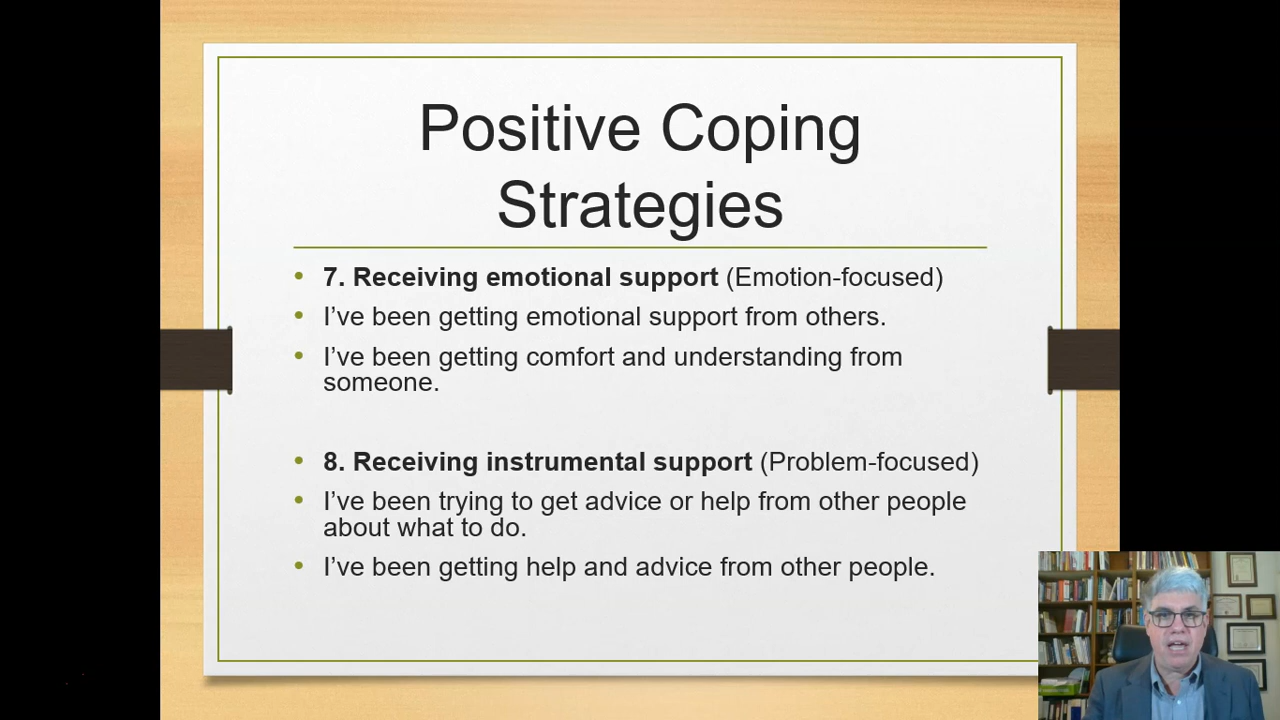 Positive Coping
Strategies
• 7. Receiving emotional support (Emotion-focused)
• I’ve been getting emotional support from others.
• I’ve been getting comfort and understanding from
someone.
• 8. Receiving instrumental support (Problem-focused)
• I’ve been trying to get advice or help from other people
about what to do.
• I’ve been getting help and advice from other people.